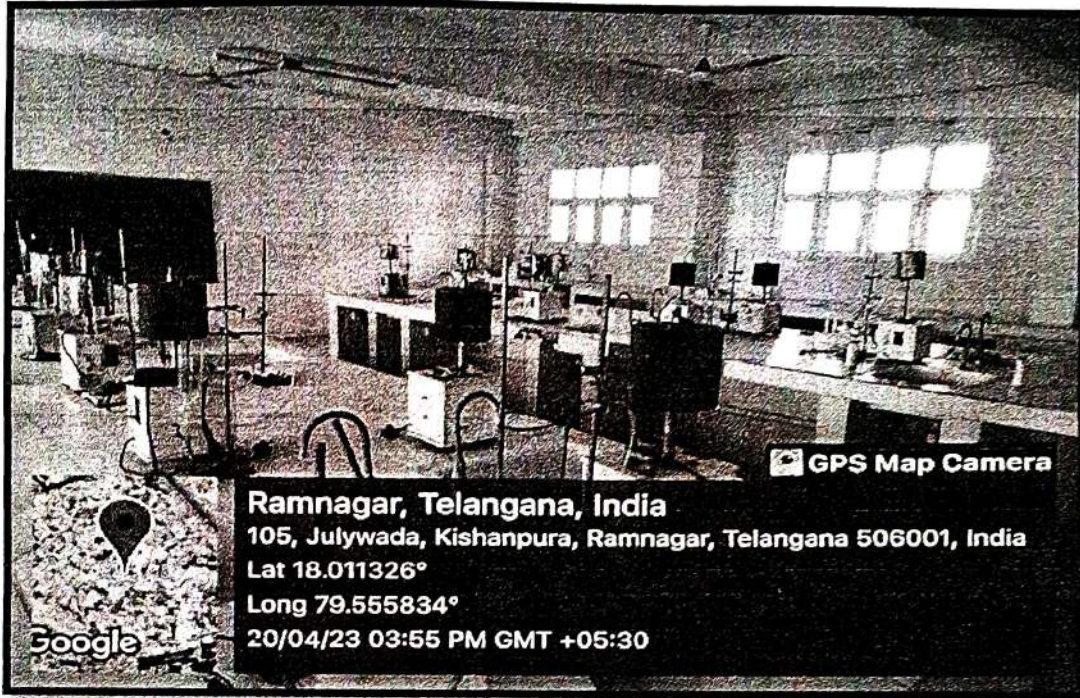 GPS Map Camera
Ramnagar, Telangana, India
105, Julywada, Kishanpura, Ramnagar, Telangana 506001, India
Lat 18.011326°
Long 79.555834°
20/04/23 03:55 PM GMT +05:30
Google